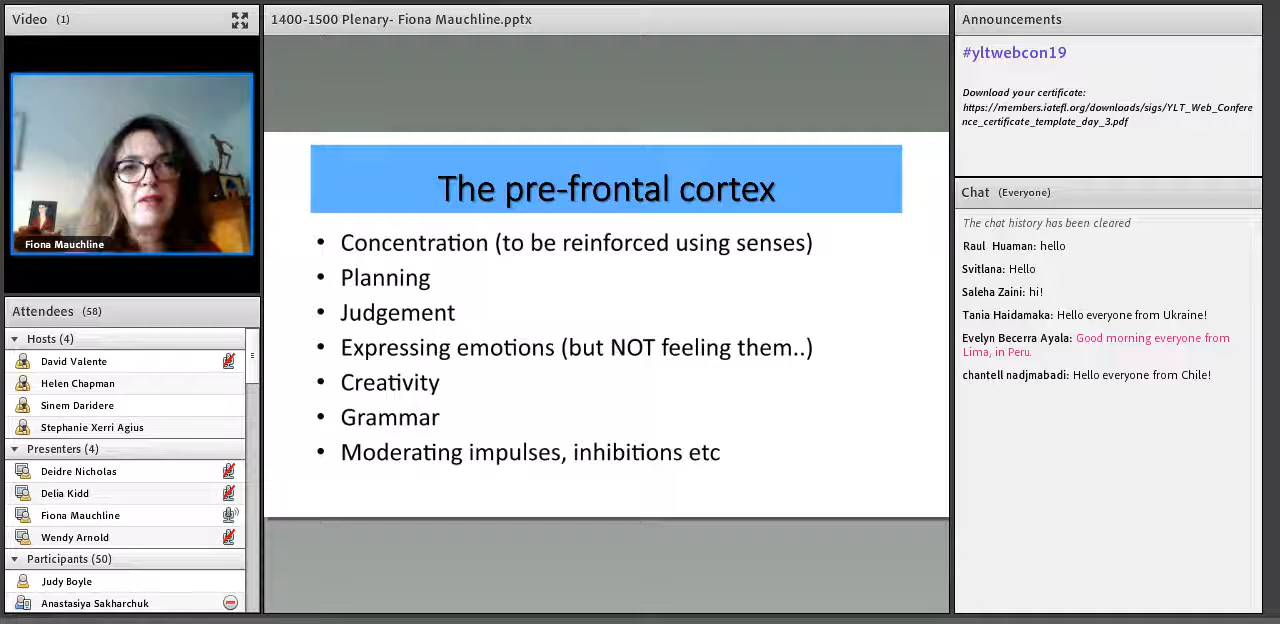 Video (1)
Fiona Mauchline
Attendees (58)
Hosts (4)
David Valente
Helen Chapman
Sinem Daridere
Stephanie Xerri Agius
Presenters (4)
Deidre Nicholas
Delia Kidd
Fiona Mauchline
Wendy Arnold
Participants (50)
Judy Boyle
Anastasiya Sakharchuk
1400-1500 Plenary- Fiona Mauchline.pptx
The pre-frontal cortex
• Concentration (to be reinforced using senses)
• Planning
• Judgement
• Expressing emotions (but NOT feeling them..)
• Creativity
• Grammar
• Moderating impulses, inhibitions etc
Announcements
#yltwebcon19
Download your certificate:
https://members.iatefl.org/downloads/sigs/YLT_Web_Confere
nce_certificate_template_day_3.pdf
Chat (Everyone)
The chat history has been cleared
Raul Huaman: hello
Svitlana: Hello
Saleha Zaini: hi!
Tania Haidamaka: Hello everyone from Ukraine!
Evelyn Becerra Ayala: Good morning everyone from
Lima, in Peru.
chantell nadjmabadi: Hello everyone from Chile!